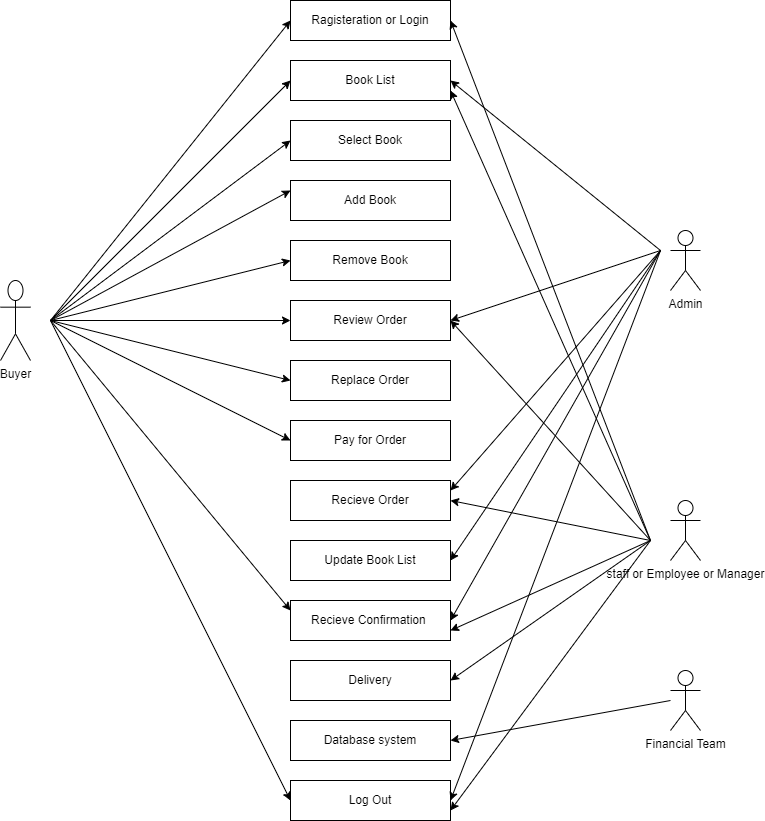 Ragisteration or Login
Book List
Select Book
Add Book
Remove Book
Review Order
Replace Order
Pay for Order
Recieve Order
Update Book List
Recieve Confirmation
Delivery
Database system
Log Out
Buyer
Admin
staff or Employee or Manager
Financial Team